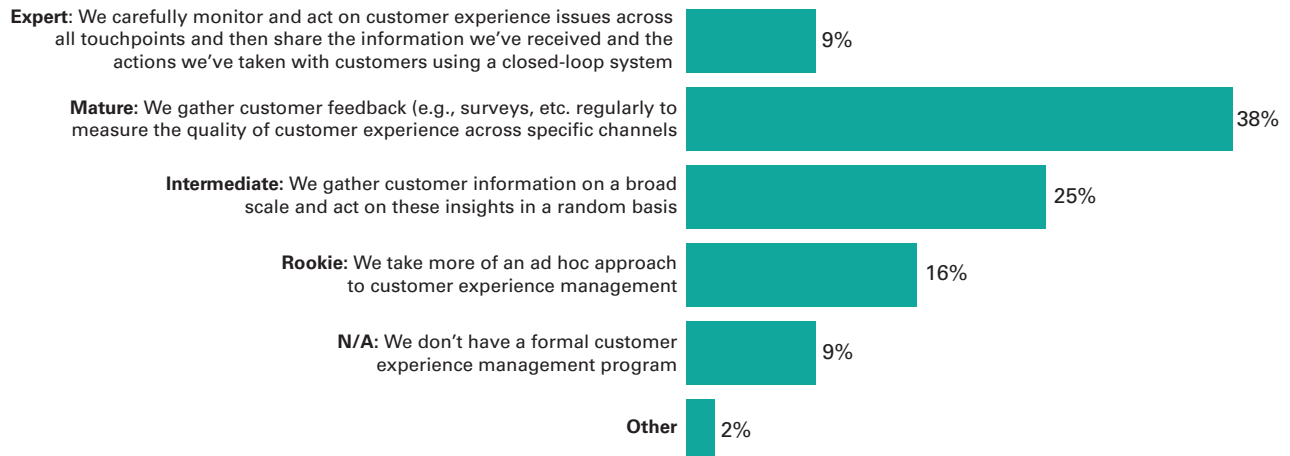 Expert: We carefully monitor and act on customer experience issues across
all touchpoints and then share the information we’ve received and the
actions we’ve taken with customers using a closed-loop system
9%
Mature: We gather customer feedback (e.g., surveys, etc. regularly to
measure the quality of customer experience across specific channels
38%
Intermediate: We gather customer information on a broad
scale and act on these insights in a random basis
25%
Rookie: We take more of an ad hoc approach
to customer experience management
16%
N/A: We don’t have a formal customer
experience management program
9%
Other
2%